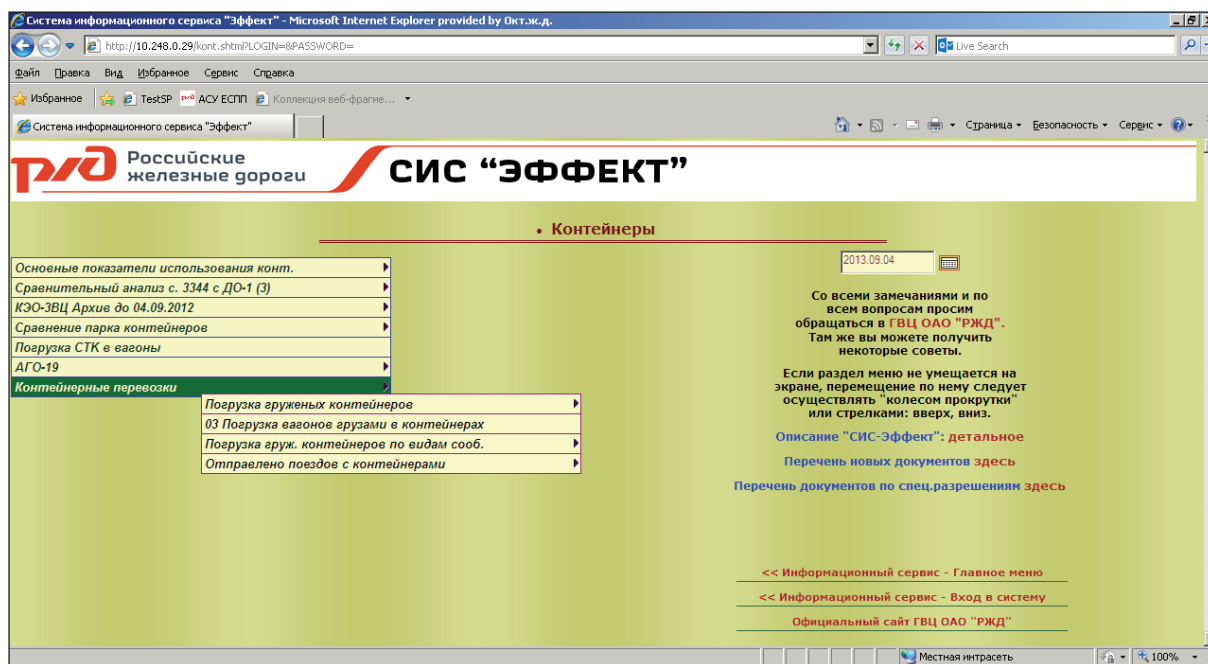 Система информационного сервиса "Эффект" - Microsoft Internet Explorer provided by Окт.ж.д.
http://10.248.0.29/kont.shtml?LOGIN=&PASSWORD=
Live Search
Файл Правка Вид Избранное Сервис Справка
Избранное TestSP АСУ ЕСПП Коллекция веб-фрагме...
Система информационного сервиса "Эффект"
Страница Безопасность Сервис
Российские
железные дороги
СИС “ЭФФЕКТ”
• Контейнеры
2013.09.04
Основные показатели использования конт.
Сравнительный анализ с. 3344 с ДО-1 (3)
КЭО-3ВЦ Архив до 04.09.2012
Сравнение парка контейнеров
Погрузка СТК в вагоны
АГО-19
Контейнерные перевозки
Погрузка груженых контейнеров
03 Погрузка вагонов грузами в контейнерах
Погрузка груж. контейнеров по видам сооб.
Отправлено поездов с контейнерами
Со всеми замечаниями и по
всем вопросам просим
обращаться в ГВЦ ОАО "РЖД".
Там же вы можете получить
некоторые советы.
Если раздел меню не умещается на
экране, перемещение по нему следует
осуществлять "колесом прокрутки"
или стрелками: вверх, вниз.
Описание "СИС-Эффект": детальное
Перечень новых документов здесь
Перечень документов по спец.разрешениям здесь
<< Информационный сервис - Главное меню
<< Информационный сервис - Вход в систему
Официальный сайт ГВЦ ОАО "РЖД"
Местная интрасеть
100%